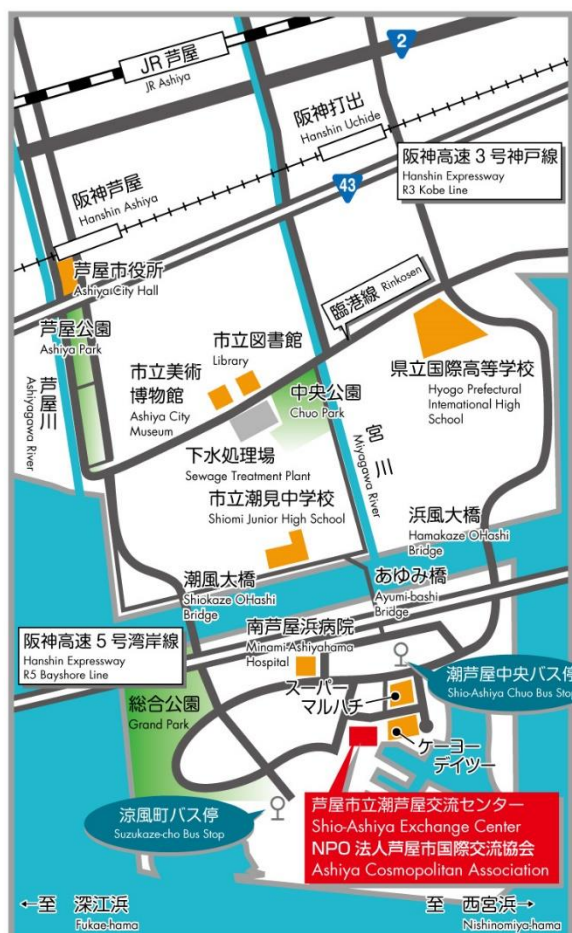 JR 芦屋
JR Ashiya
2
阪神打出
Hanshin Uchide
阪神高速3号神戸線
Hanshin Expressway
R3 Kobe Line
43
阪神芦屋
Hanshin Ashiya
芦屋市役所
Ashiya City Hall
芦屋公園
Ashiya Park
芦屋川
Ashiyagawa River
臨港線 Rinkosen
市立図書館
Library
市立美術
博物館
Ashiya City
Museum
中央公園
Chuo Park
県立国際高等学校
Hyogo Prefectural
International High
School
下水処理場
Sewage Treatment Plant
宮川
Miyagawa River
市立潮見中学校
Shiomi Junior High School
浜風大橋
Hamakaze OHashi
Bridge
潮風大橋
Shiokaze OHashi
Bridge
あゆみ橋
Ayumi-bashi
Bridge
阪神高速5号湾岸線
Hanshin Expressway
R5 Bayshore Line
南芦屋浜病院
Minami-Ashiyahama
Hospital
潮芦屋中央バス停
Shio-Ashiya Chuo Bus Stop
スーパー
マルハチ
総合公園
Grand Park
ケーヨー
デイツー
涼風町バス停
Suzukaze-cho Bus Stop
芦屋市立潮芦屋交流センター
Shio-Ashiya Exchange Center
NPO 法人芦屋市国際交流協会
Ashiya Cosmopolitan Association
←至 深江浜
Fukae-hama
至 西宮浜→
Nishinomiya-hama